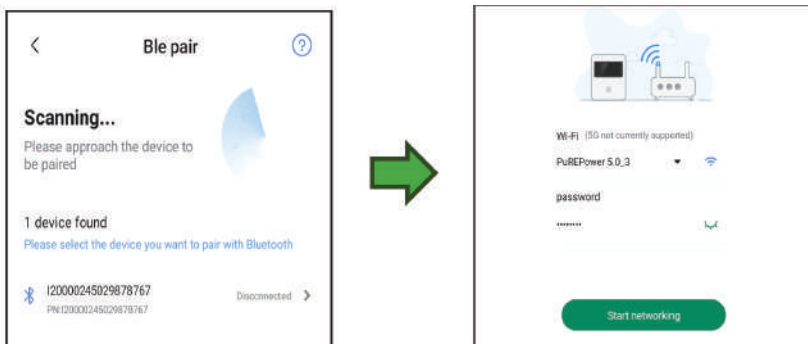 Ble pair
Scanning...
Please approach the device to
be paired
1 device found
Please select the device you want to pair with Bluetooth
I20000245029878767
Disconnected
PN:I20000245029878767
Wi-Fi (5G not currently supported)
PuREPower 5.0_3
password
Start networking